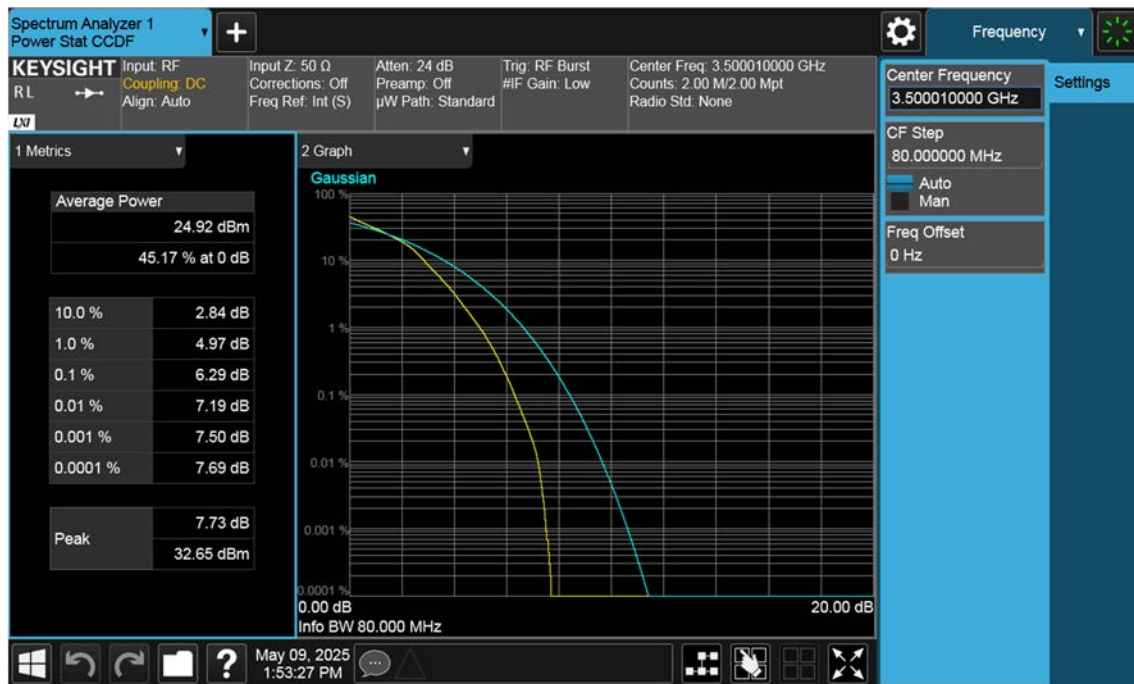 Spectrum Analyzer 1
Power Stat CCDF
Frequency
KEYSIGHT
RL
LXI
Input: RF
Coupling: DC
Align: Auto
Input Z: 50 Ω
Corrections: Off
Freq Ref: Int (S)
Atten: 24 dB
Preamp: Off
µW Path: Standard
Trig: RF Burst
#IF Gain: Low
Center Freq: 3.500010000 GHz
Counts: 2.00 M/2.00 Mpt
Radio Std: None
Center Frequency
3.500010000 GHz
Settings
CF Step
80.000000 MHz
Auto
Man
Freq Offset
0 Hz
1 Metrics
Average Power
24.92 dBm
45.17 % at 0 dB
10.0 % 2.84 dB
1.0 % 4.97 dB
0.1 % 6.29 dB
0.01 % 7.19 dB
0.001 % 7.50 dB
0.0001 % 7.69 dB
Peak
7.73 dB
32.65 dBm
2 Graph
Gaussian
100 %
10 %
1 %
0.1 %
0.01 %
0.001 %
0.0001 %
0.00 dB 20.00 dB
Info BW 80.000 MHz
?
May 09, 2025
1:53:27 PM